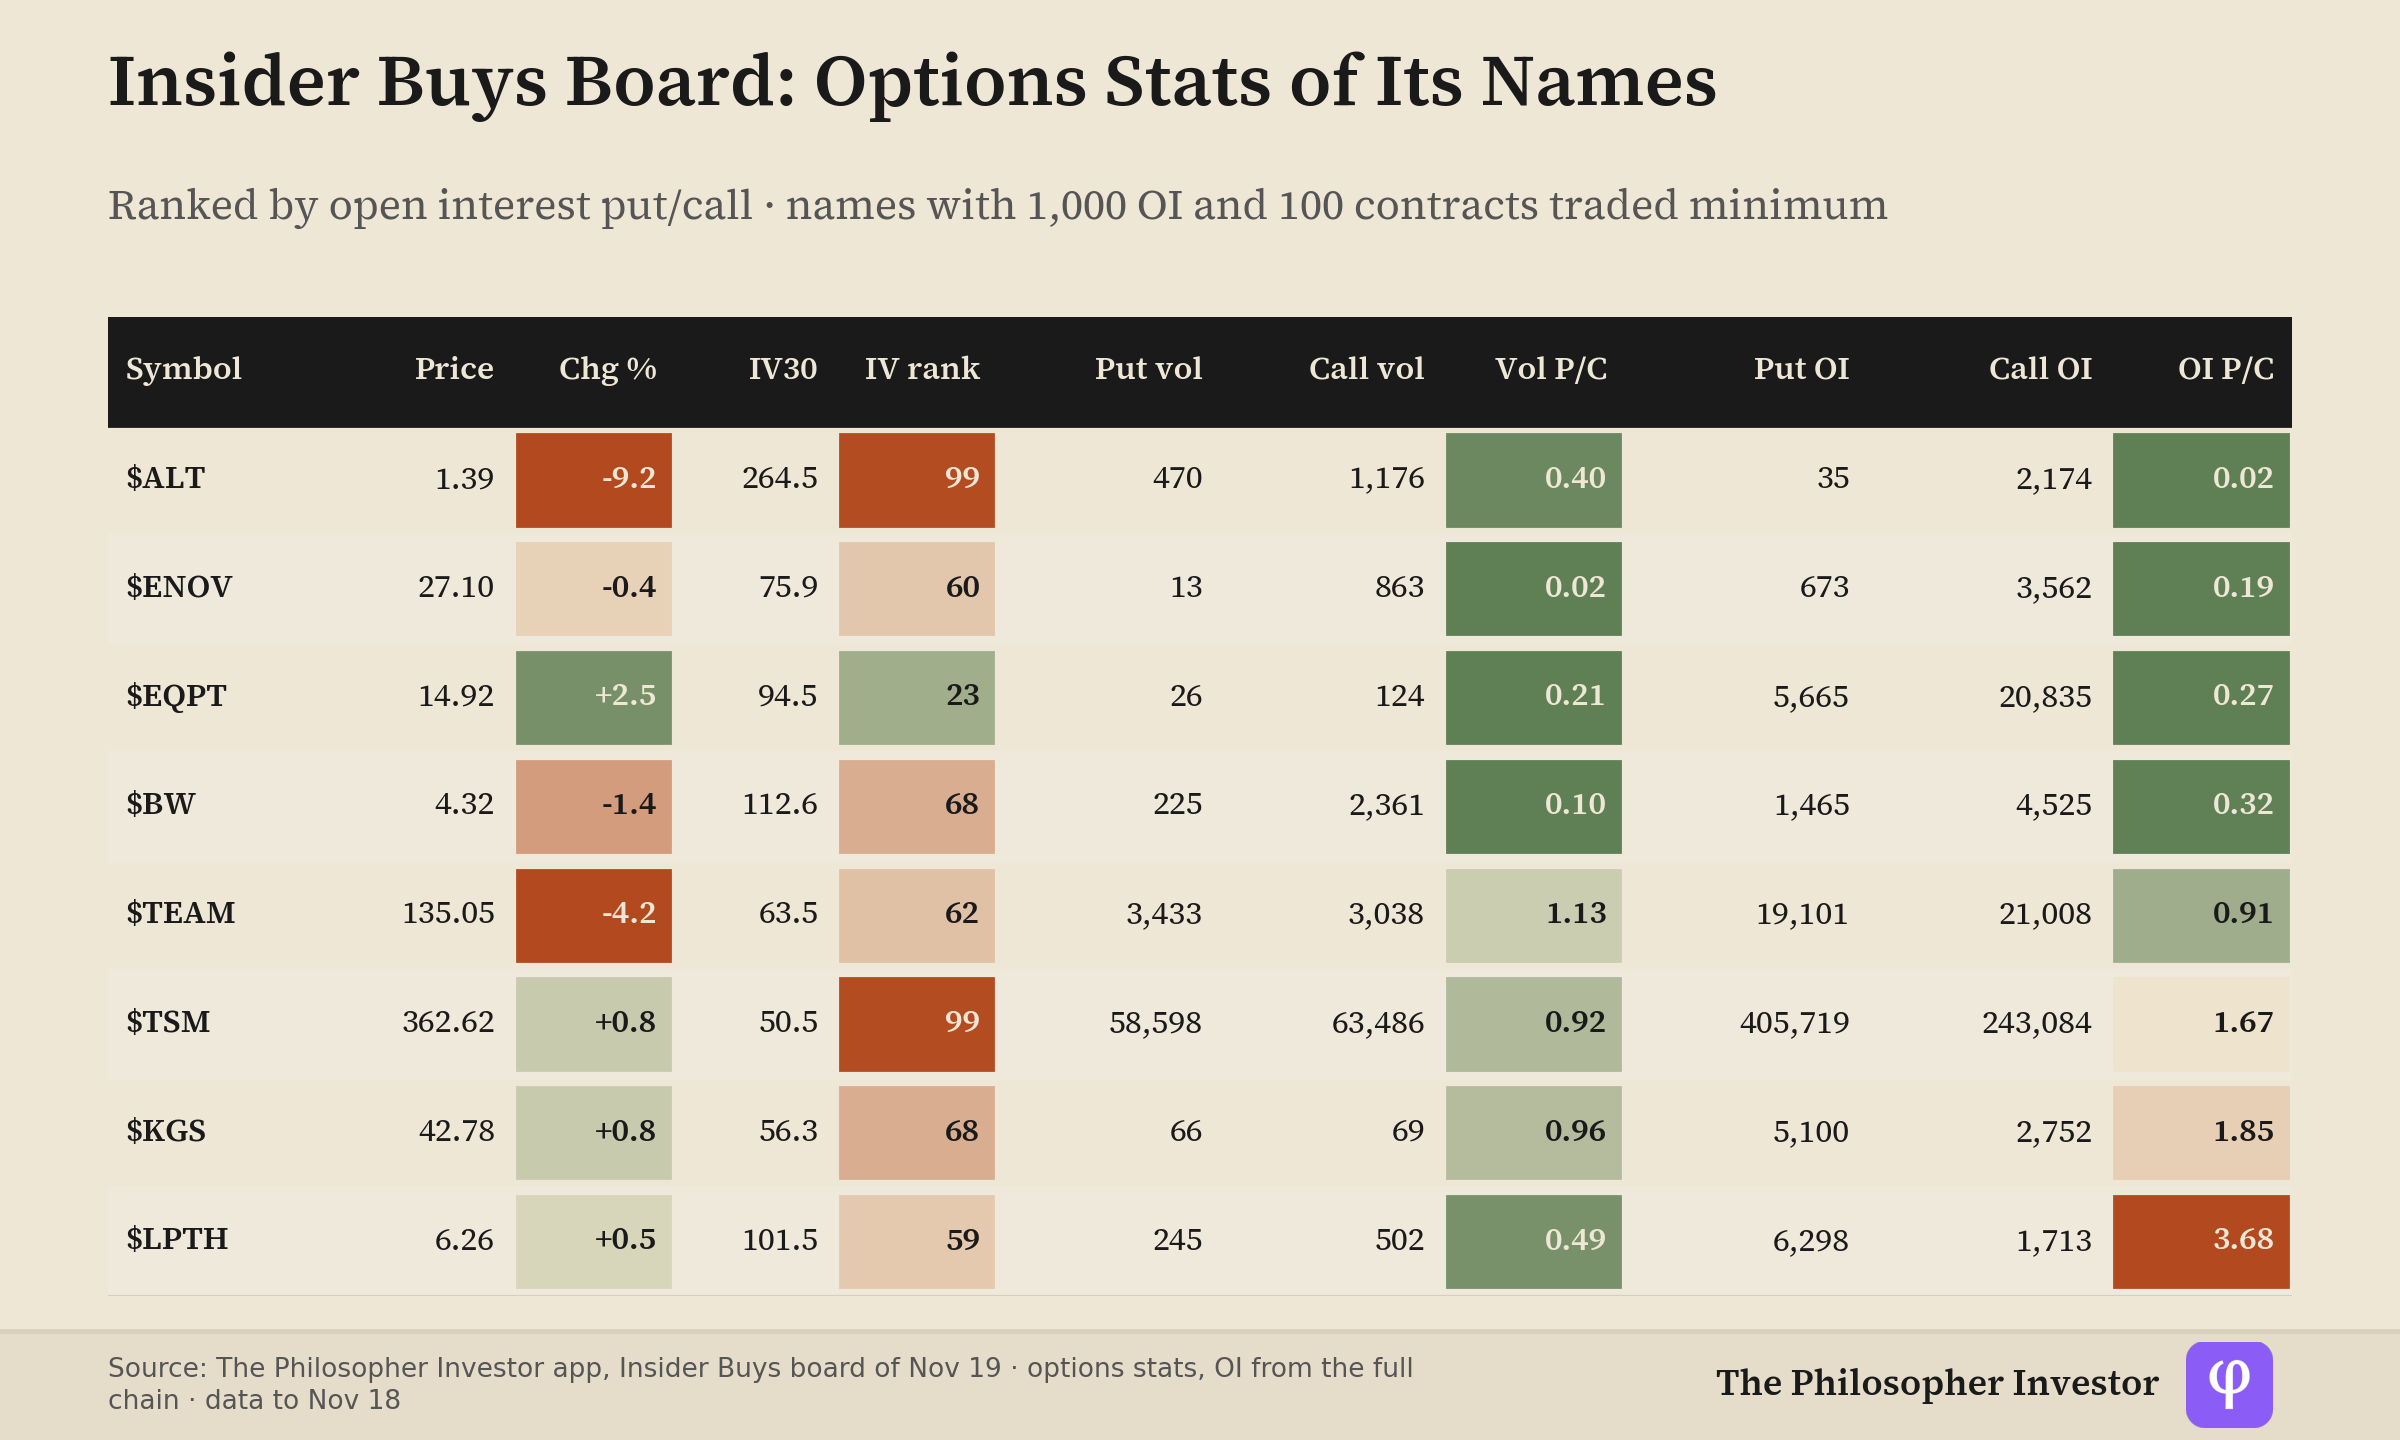 Insider Buys Board: Options Stats of Its Names
Ranked by open interest put/call · names with 1,000 OI and 100 contracts traded minimum
Symbol Price Chg % IV30 IV rank Put vol Call vol Vol P/C Put OI Call OI OI P/C
$ALT 1.39 -9.2 264.5 99 470 1,176 0.40 35 2,174 0.02
$ENOV 27.10 -0.4 75.9 60 13 863 0.02 673 3,562 0.19
$EQPT 14.92 +2.5 94.5 23 26 124 0.21 5,665 20,835 0.27
$BW 4.32 -1.4 112.6 68 225 2,361 0.10 1,465 4,525 0.32
$TEAM 135.05 -4.2 63.5 62 3,433 3,038 1.13 19,101 21,008 0.91
$TSM 362.62 +0.8 50.5 99 58,598 63,486 0.92 405,719 243,084 1.67
$KGS 42.78 +0.8 56.3 68 66 69 0.96 5,100 2,752 1.85
$LPTH 6.26 +0.5 101.5 59 245 502 0.49 6,298 1,713 3.68
Source: The Philosopher Investor app, Insider Buys board of Nov 19 · options stats, OI from the full
chain · data to Nov 18
The Philosopher Investor φ